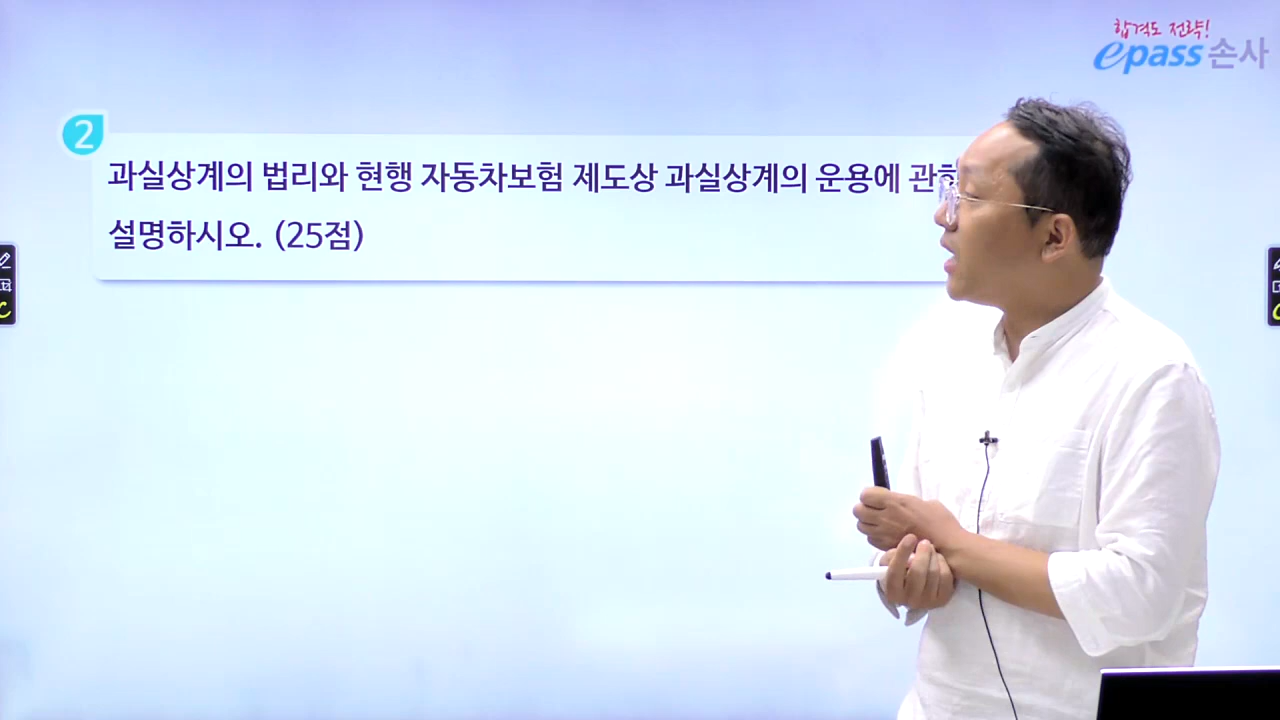 합격도 전략!
epass 손사
2
과실상계의 법리와 현행 자동차보험 제도상 과실상계의 운용에
설명하시오. (25점)